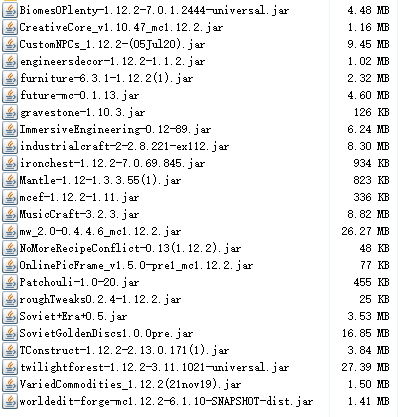 BiomesOPlenty-1.12.2-7.0.1.2444-universal.jar 4.48 MB
CreativeCore_v1.10.47_mc1.12.2.jar 1.16 MB
CustomNPCs_1.12.2-(05Jul20).jar 9.45 MB
engineersdecor-1.12.2-1.1.2.jar 1.02 MB
furniture-6.3.1-1.12.2(1).jar 2.32 MB
future-mc-0.1.13.jar 4.60 MB
gravestone-1.10.3.jar 126 KB
ImmersiveEngineering-0.12-89.jar 6.24 MB
industrialcraft-2-2.8.221-ex112.jar 8.30 MB
ironchest-1.12.2-7.0.69.845.jar 934 KB
Mantle-1.12-1.3.3.55(1).jar 823 KB
mcef-1.12.2-1.11.jar 336 KB
MusicCraft-3.2.3.jar 8.82 MB
mw_2.0-0.4.4.6_mc1.12.2.jar 26.27 MB
NoMoreRecipeConflict-0.13(1.12.2).jar 48 KB
OnlinePicFrame_v1.5.0-pre1_mc1.12.2.jar 77 KB
Patchouli-1.0-20.jar 455 KB
roughTweaks0.2.4-1.12.2.jar 25 KB
Soviet+Era+0.5.jar 3.53 MB
SovietGoldenDiscs1.0.0pre.jar 16.85 MB
TConstruct-1.12.2-2.13.0.171(1).jar 3.84 MB
twilightforest-1.12.2-3.11.1021-universal.jar 27.39 MB
VariedCommodities_1.12.2(21nov19).jar 1.50 MB
worldedit-forge-mc1.12.2-6.1.10-SNAPSHOT-dist.jar 1.41 MB